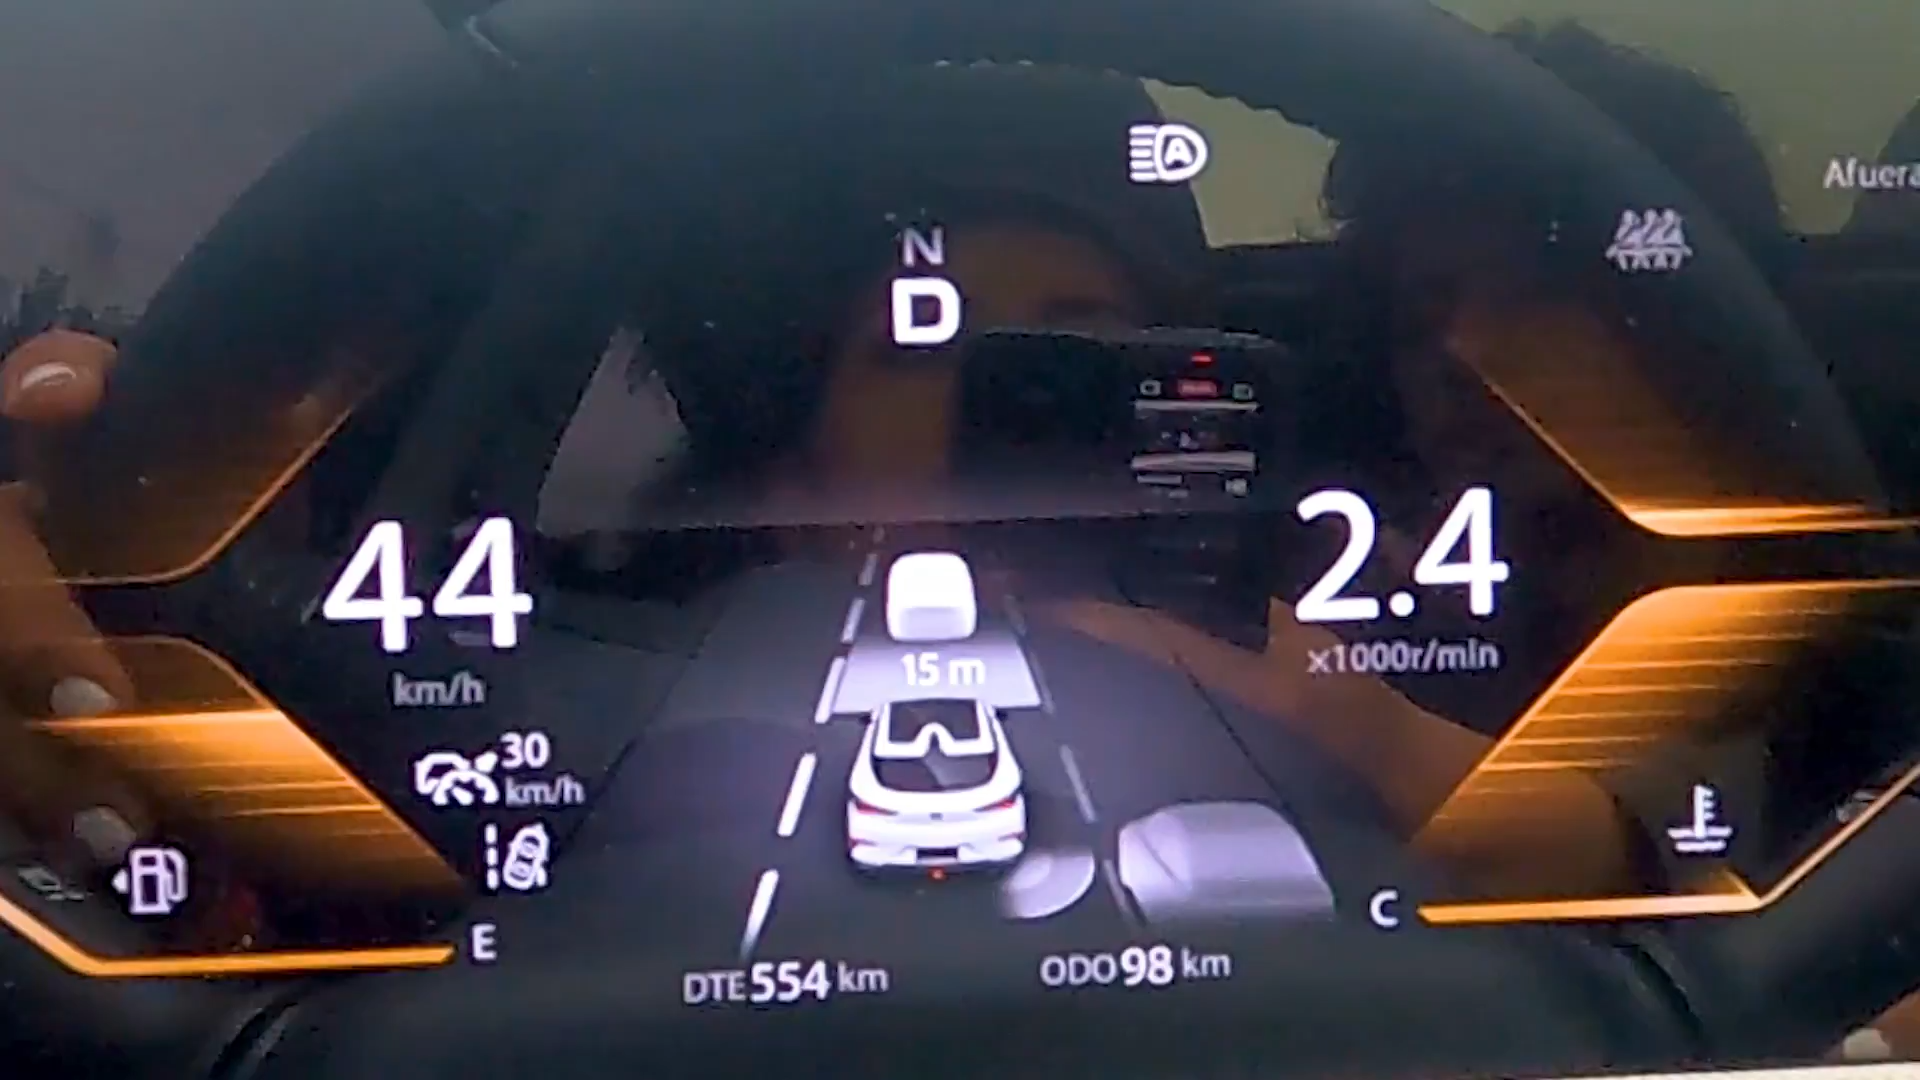 A
Afuera
N
D
44
km/h
2.4
x1000r/min
15 m
30
km/h
E
C
DTE 554 km
ODO 98 km